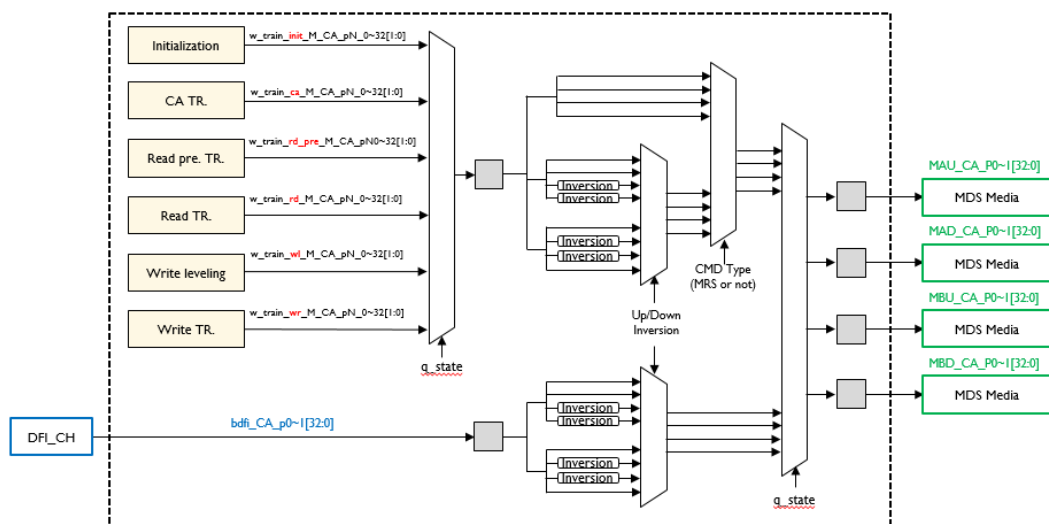 Initialization
w_train_init_M_CA_pN_0~32[1:0]
CA TR.
w_train_ca_M_CA_pN_0~32[1:0]
Read pre. TR.
w_train_rd_pre_M_CA_pN0~32[1:0]
Read TR.
w_train_rd_M_CA_pN_0~32[1:0]
Write leveling
w_train_wl_M_CA_pN_0~32[1:0]
Write TR.
w_train_wr_M_CA_pN_0~32[1:0]
q_state
Inversion
Inversion
Inversion
Inversion
CMD Type
(MRS or not)
Up/Down
Inversion
DFI_CH
bdfi_CA_p0~1[32:0]
Inversion
Inversion
Inversion
Inversion
q_state
MAU_CA_P0~1[32:0]
MDS Media
MAD_CA_P0~1[32:0]
MDS Media
MBU_CA_P0~1[32:0]
MDS Media
MBD_CA_P0~1[32:0]
MDS Media